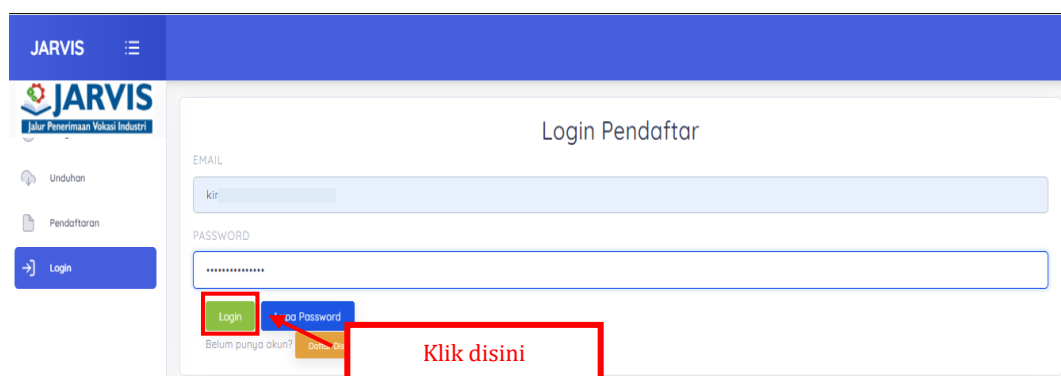 JARVIS
JARVIS
Jalur Penerimaan Vokasi Industri
Unduhan
Pendaftaran
Login
Login Pendaftar
EMAIL
kir
PASSWORD
Login
Password
Belum punya akun?
Klik disini